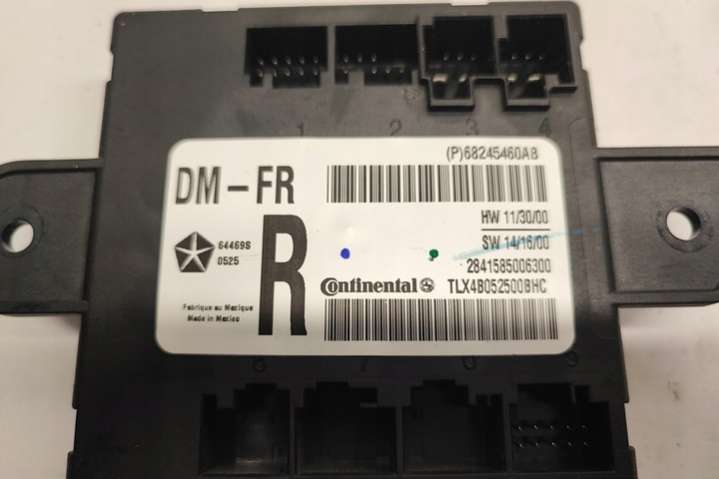 1 2 3 4
(P)68245460AB
DM-FR
R
HW 11/30/00
SW 14/16/00
64469S
0525
2841585006300
Continental
TLX4B052500BHC
Fabrique au Mexique
Made in Mexico